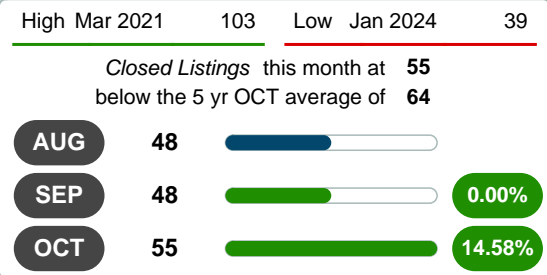 High Mar 2021 103 Low Jan 2024 39
Closed Listings this month at 55
below the 5 yr OCT average of 64
AUG 48
SEP 48 0.00%
OCT 55 14.58%